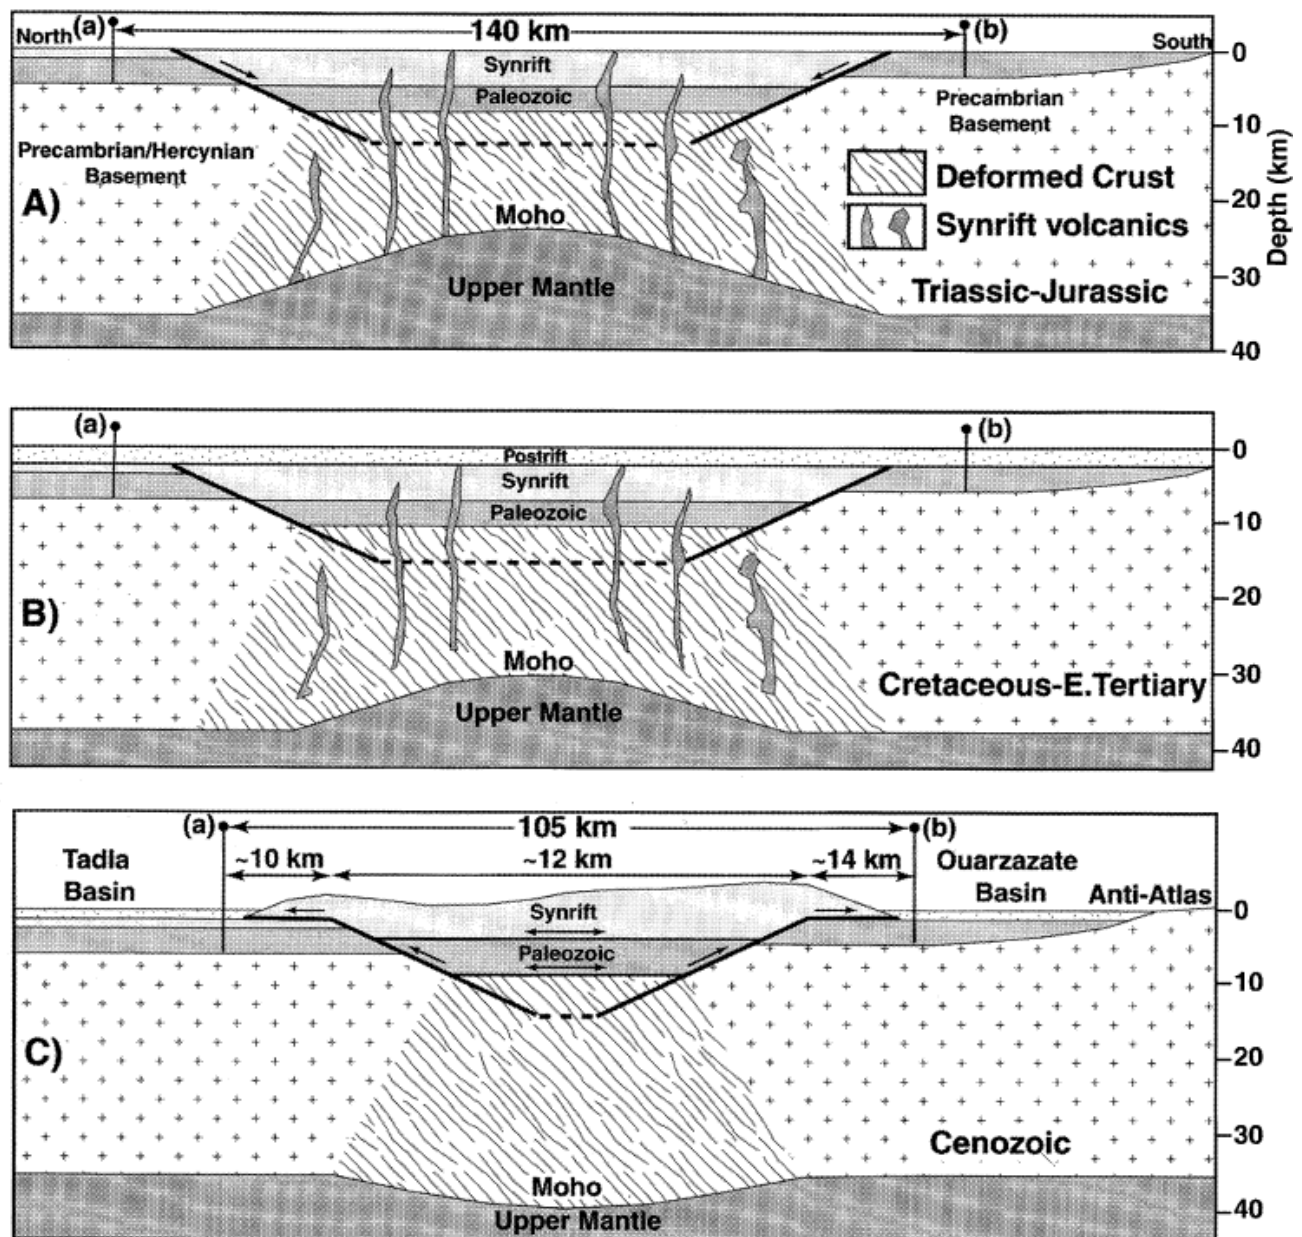 (a) 140 km (b)
North South
Synrift
Paleozoic
Precambrian
Basement
Precambrian/Hercynian
Basement
A)
Deformed Crust
Moho
Synrift volcanics
Upper Mantle
Triassic-Jurassic
0
10
20
30
40
Depth (km)
(a) (b)
Postrift
Synrift
Paleozoic
B)
Moho
Cretaceous-E.Tertiary
Upper Mantle
0
10
20
30
40
(a) 105 km (b)
~10 km ~12 km ~14 km
Tadla
Basin
Ouarzazate
Basin
Anti-Atlas
Synrift
Paleozoic
C)
Cenozoic
Moho
Upper Mantle
0
10
20
30
40